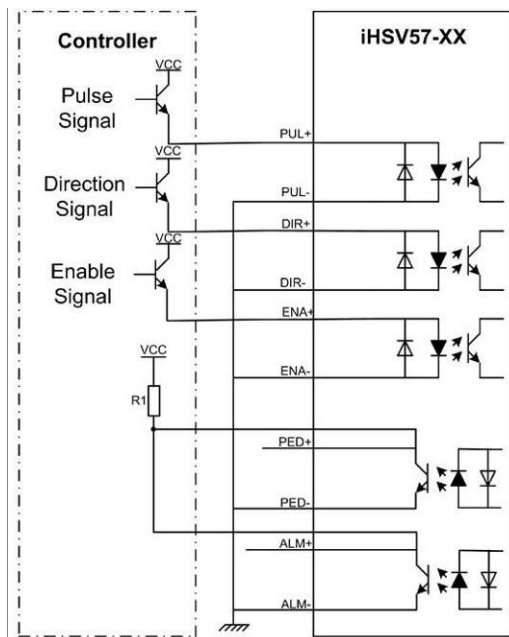 Controller
iHSV57-XX
VCC
Pulse
Signal
PUL+
VCC
PUL-
Direction
Signal
DIR+
VCC
Enable
Signal
DIR-
ENA+
VCC
ENA-
R1
PED+
PED-
ALM+
ALM-